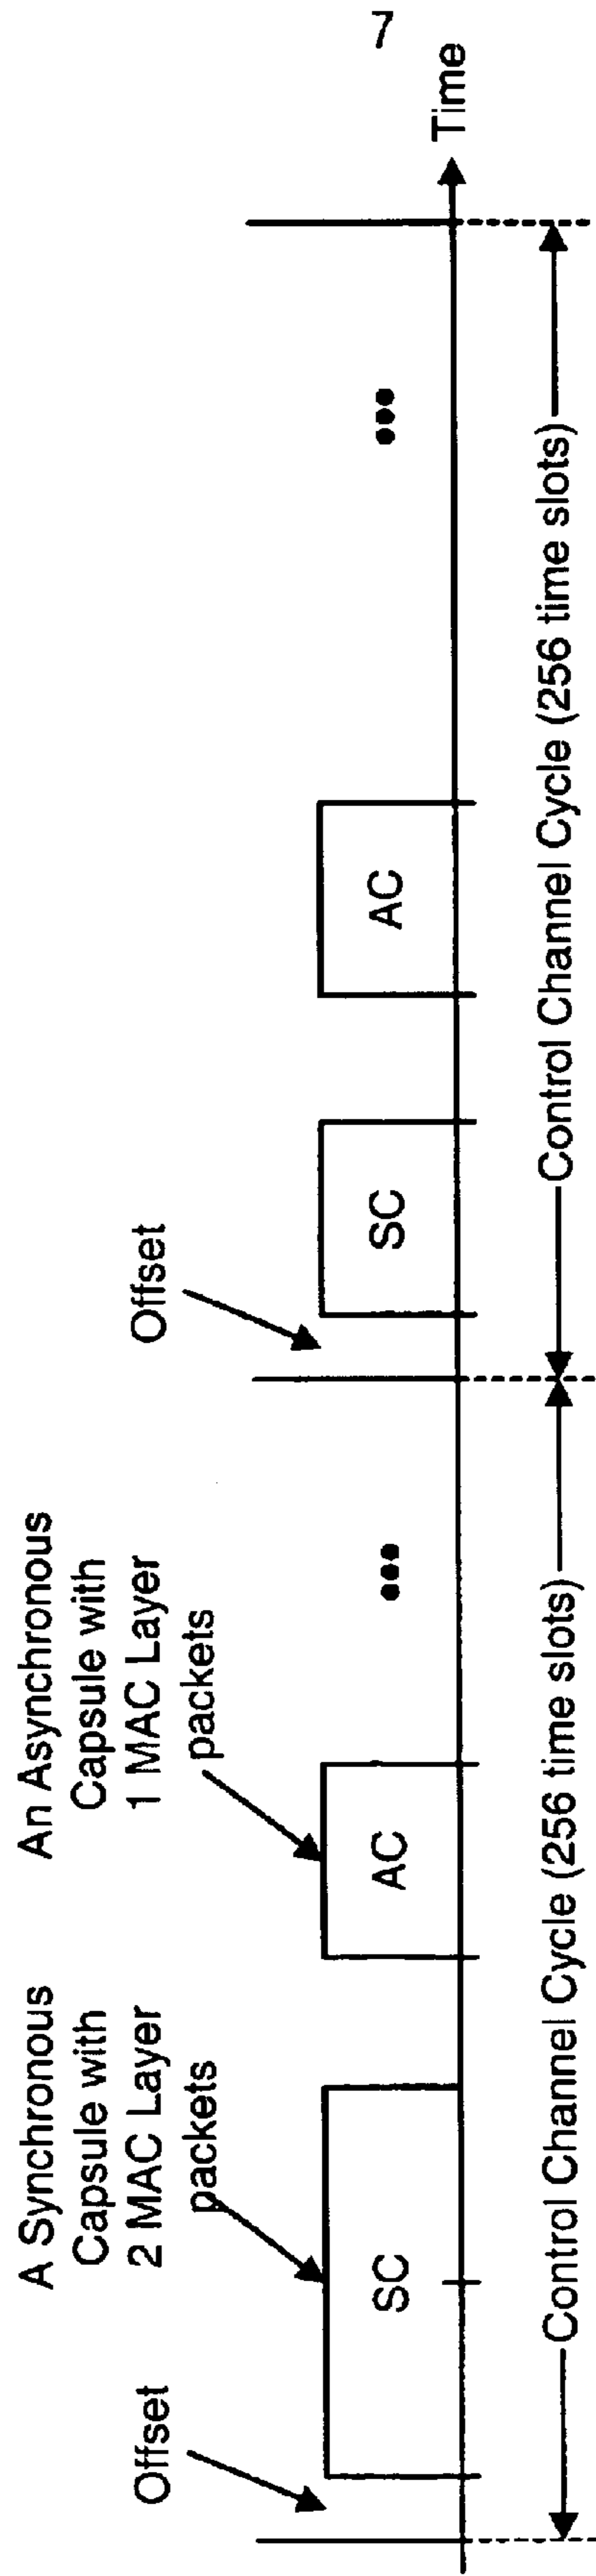 7
A Synchronous
Capsule with
2 MAC Layer
packets
An Asynchronous
Capsule with
1 MAC Layer
packets
Offset
Offset
SC
AC
•••
SC
AC
•••
Time
Control Channel Cycle (256 time slots)
Control Channel Cycle (256 time slots)